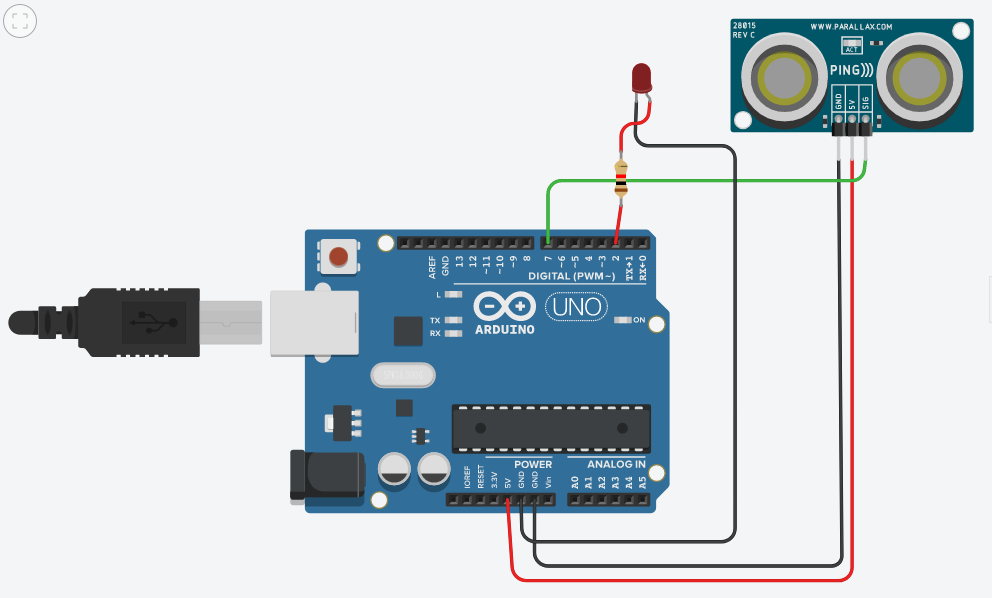 28015
REV C
WWW.PARALLAX.COM
ACT
PING)))
GND
5V
SIG
AREF
GND
13
12
~11
~10
~9
8
7
~6
~5
4
~3
2
TX→1
RX←0
DIGITAL (PWM~)
L
TX
RX
ARDUINO
UNO
ON
POWER
ANALOG IN
IOREF
RESET
3.3V
5V
GND
GND
Vin
A0
A1
A2
A3
A4
A5